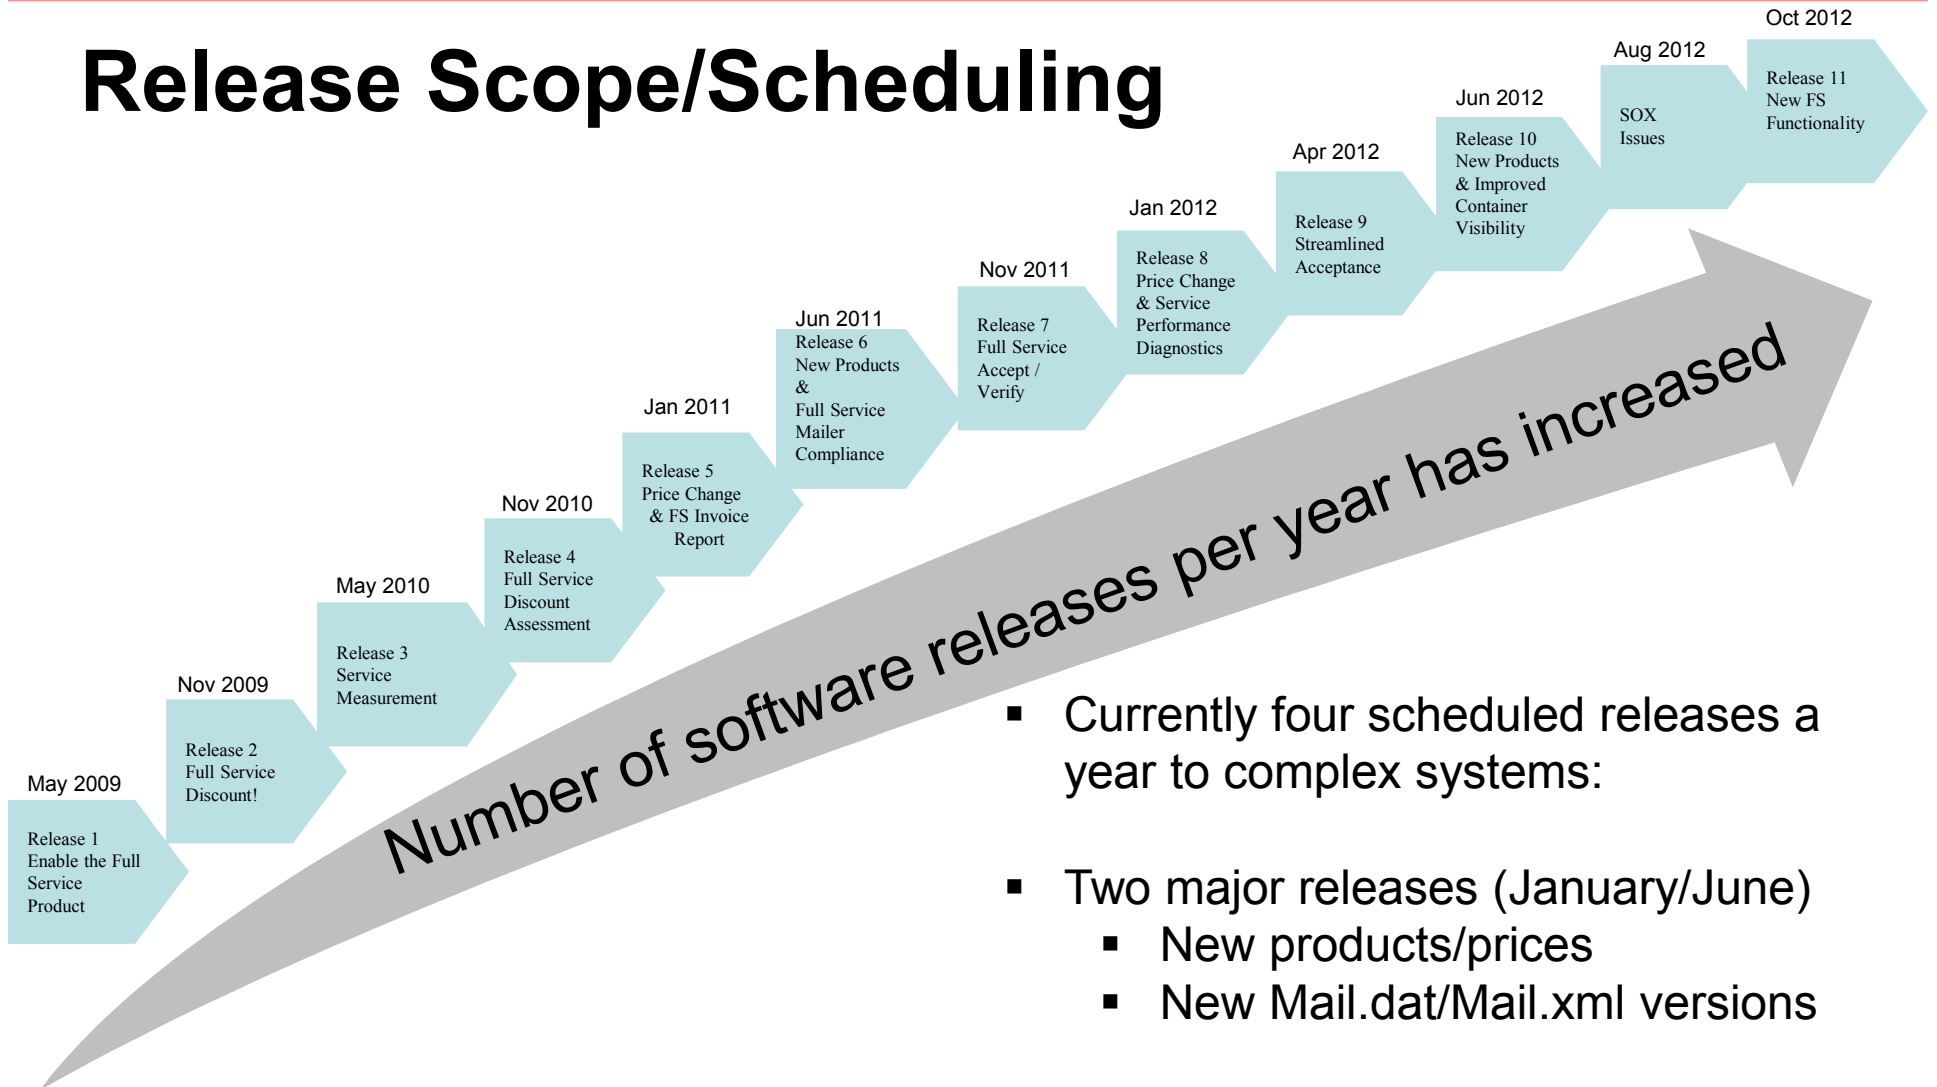 Release Scope/Scheduling
May 2009
Release 1
Enable the Full
Service
Product
Nov 2009
Release 2
Full Service
Discount!
May 2010
Release 3
Service
Measurement
Nov 2010
Release 4
Full Service
Discount
Assessment
Jan 2011
Release 5
Price Change
& FS Invoice
Report
Jun 2011
Release 6
New Products
&
Full Service
Mailer
Compliance
Nov 2011
Release 7
Full Service
Accept /
Verify
Jan 2012
Release 8
Price Change
& Service
Performance
Diagnostics
Apr 2012
Release 9
Streamlined
Acceptance
Jun 2012
Release 10
New Products
& Improved
Container
Visibility
Aug 2012
SOX
Issues
Oct 2012
Release 11
New FS
Functionality
Number of software releases per year has increased
▪ Currently four scheduled releases a
year to complex systems:
▪ Two major releases (January/June)
▪ New products/prices
▪ New Mail.dat/Mail.xml versions